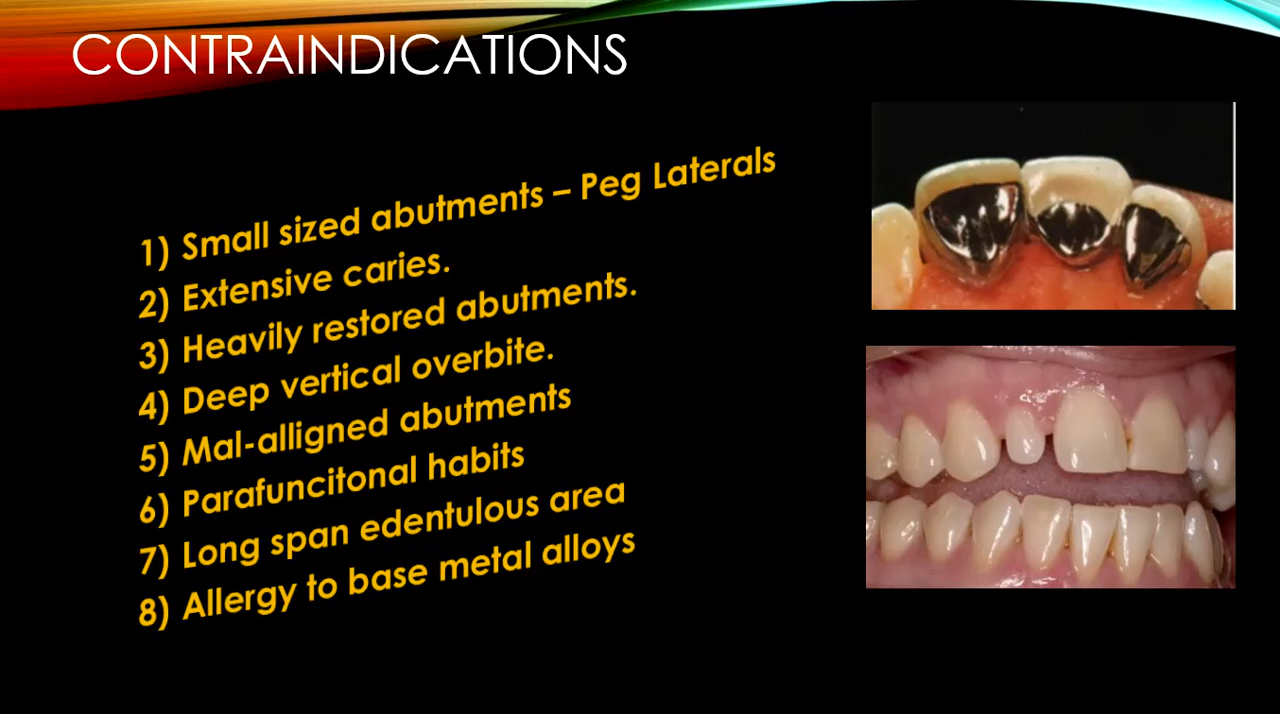 CONTRAINDICATIONS
1) Small sized abutments – Peg Laterals
2) Extensive caries.
3) Heavily restored abutments.
4) Deep vertical overbite.
5) Mal-alligned abutments
6) Parafuncitonal habits
7) Long span edentulous area
8) Allergy to base metal alloys